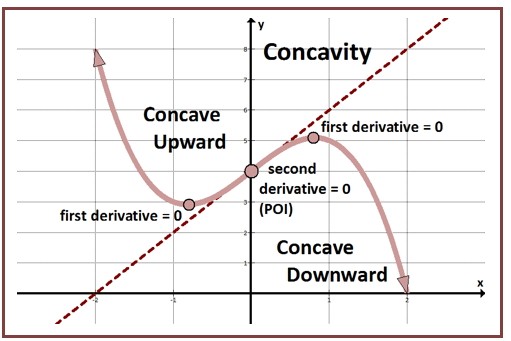 y
Concavity
8
7
Concave
Upward
6
first derivative = 0
5
second
derivative = 0
(POI)
4
3
first derivative = 0
2
Concave
Downward
1
x
-2
-1
1
2